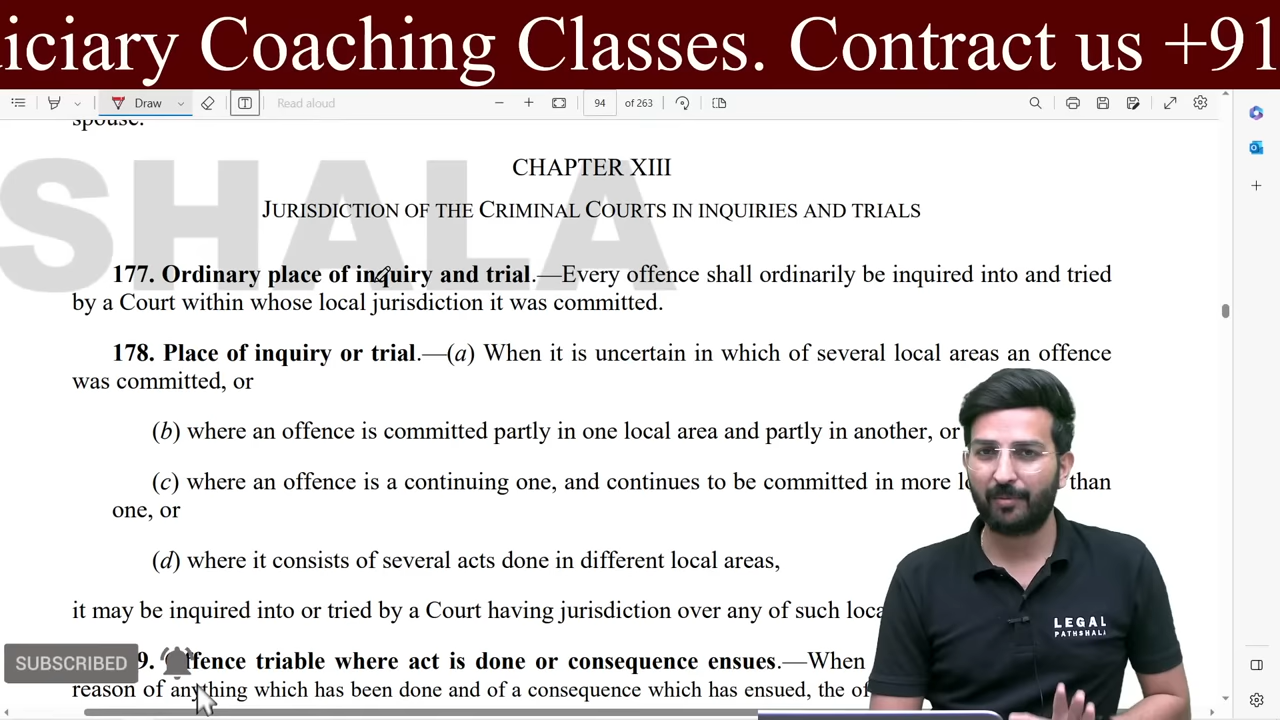 iciary Coaching Classes. Contract us +91
Draw
Read aloud
94 of 263
spouse.
SHALA
CHAPTER XIII
JURISDICTION OF THE CRIMINAL COURTS IN INQUIRIES AND TRIALS
177. Ordinary place of inquiry and trial.—Every offence shall ordinarily be inquired into and tried
by a Court within whose local jurisdiction it was committed.
178. Place of inquiry or trial.—(a) When it is uncertain in which of several local areas an offence
was committed, or
(b) where an offence is committed partly in one local area and partly in another, or
(c) where an offence is a continuing one, and continues to be committed in more than
one, or
(d) where it consists of several acts done in different local areas,
it may be inquired into or tried by a Court having jurisdiction over any of such
9. ffence triable where act is done or consequence ensues.—When
reason of anything which has been done and of a consequence which has ensued, the
SUBSCRIBED
LEGAL
PATHSHALA